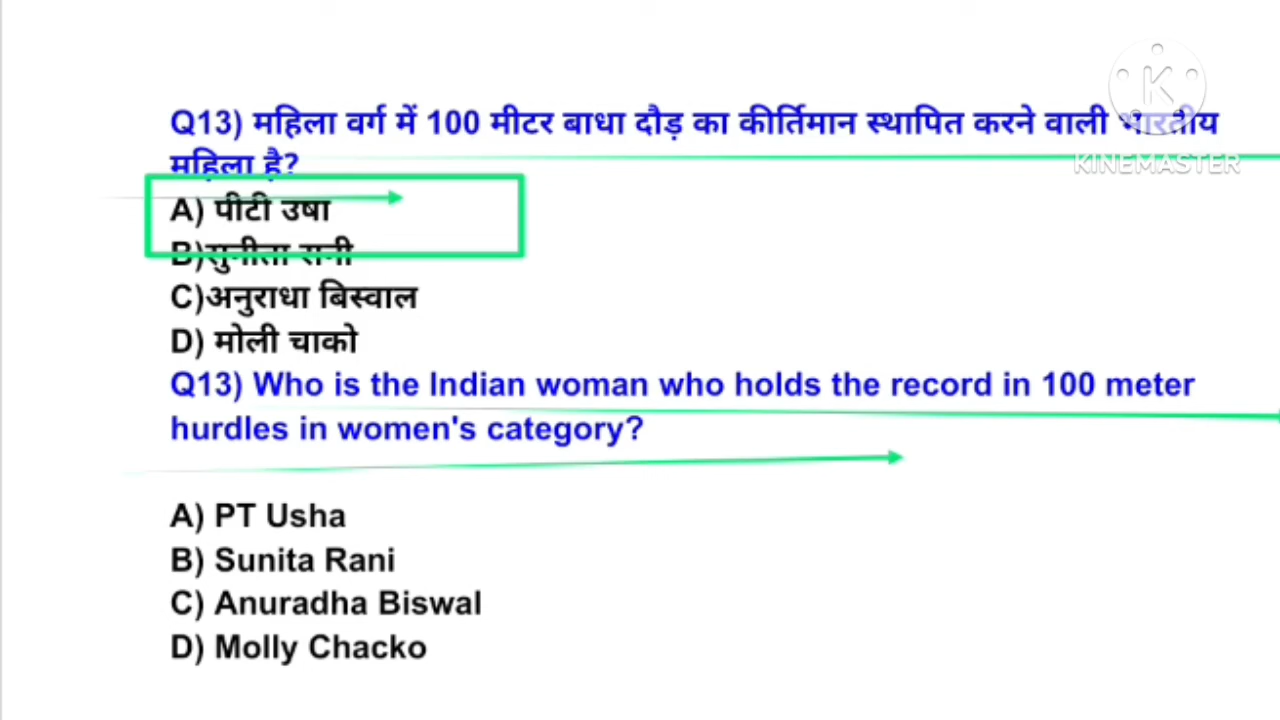 Q13) महिला वर्ग में 100 मीटर बाधा दौड़ का कीर्तिमान स्थापित करने वाली भारतीय
महिला है?
A) पीटी उषा
B)सुनीता रानी
C)अनुराधा बिस्वाल
D) मोली चाको
Q13) Who is the Indian woman who holds the record in 100 meter
hurdles in women's category?
A) PT Usha
B) Sunita Rani
C) Anuradha Biswal
D) Molly Chacko
K
KINEMASTER